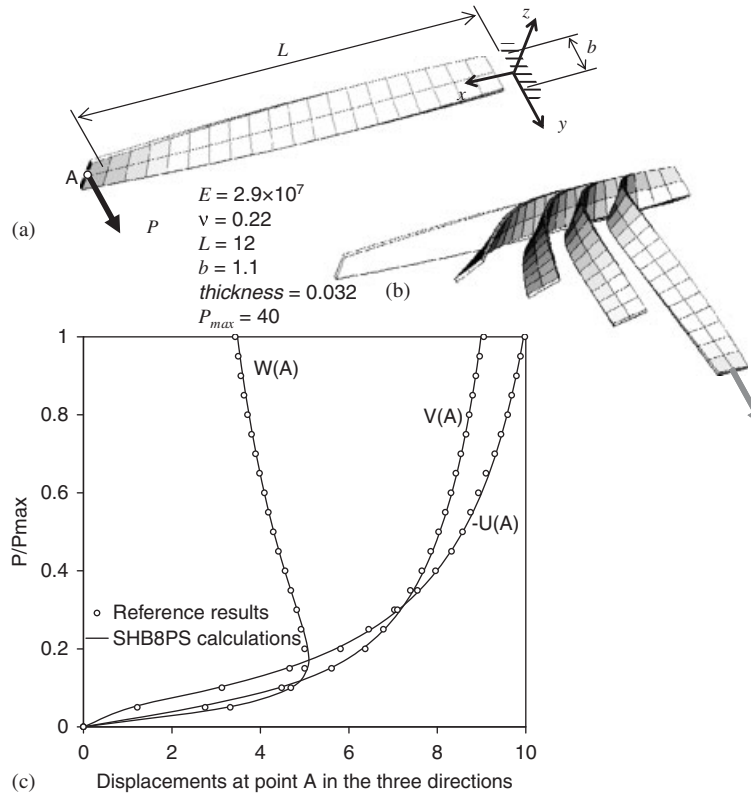 z
L
b
x
y
A
P
(a)
E = 2.9×10⁷
ν = 0.22
L = 12
b = 1.1
thickness = 0.032
P_max = 40
(b)
1
W(A)
V(A)
0.8
-U(A)
0.6
P/Pmax
0.4
Reference results
SHB8PS calculations
0.2
0
0 2 4 6 8 10
(c) Displacements at point A in the three directions